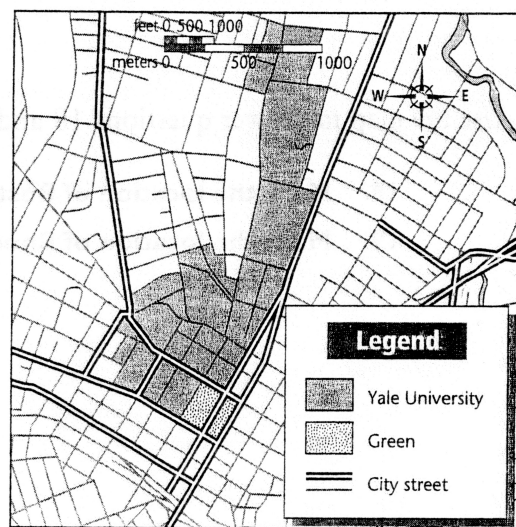 feet 0 500 1000
meters 0 500 1000
N
W E
S
Legend
Yale University
Green
City street